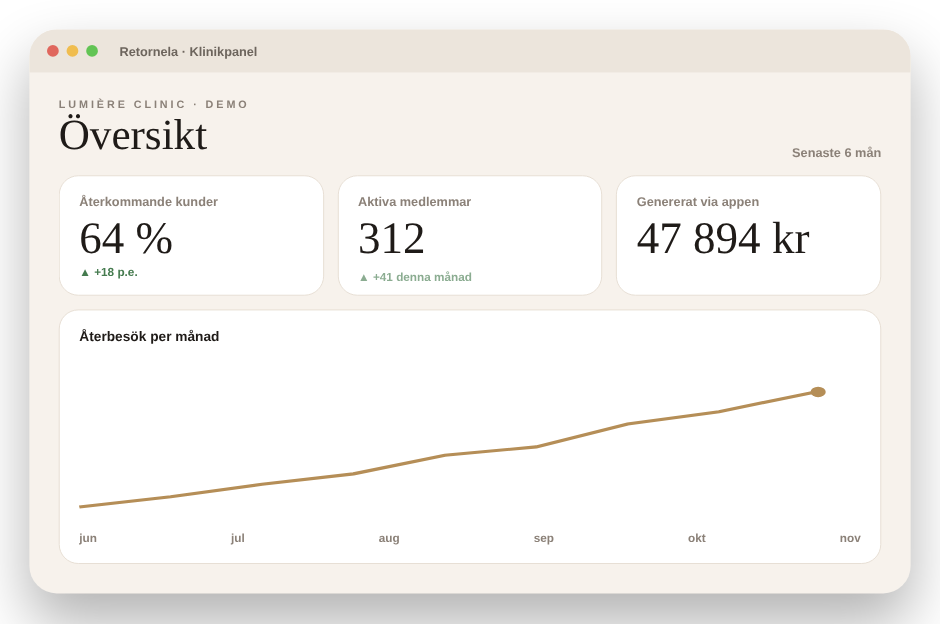 Retornela · Klinikpanel
LUMIÈRE CLINIC · DEMO
Översikt
Senaste 6 mån
Återkommande kunder
64 %
▲ +18 p.e.
Aktiva medlemmar
312
▲ +41 denna månad
Genererat via appen
47 894 kr
Återbesök per månad
jun jul aug sep okt nov